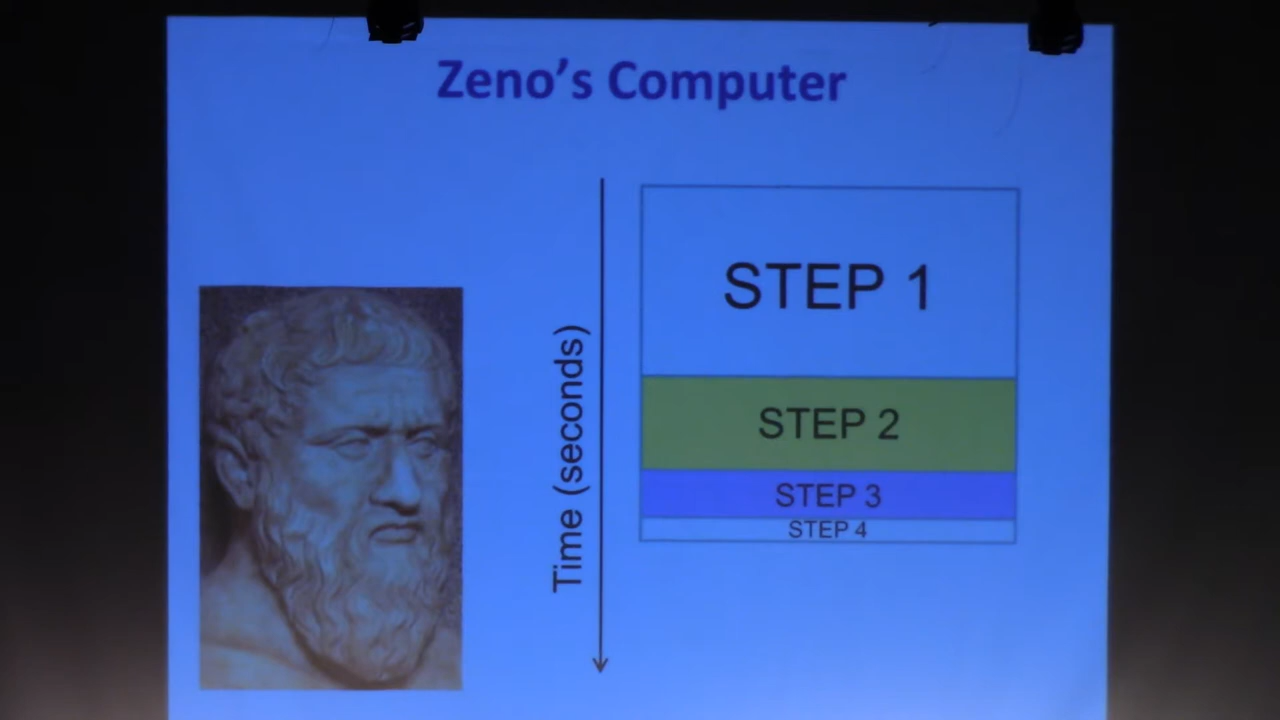 Zeno's Computer
Time (seconds)
STEP 1
STEP 2
STEP 3
STEP 4